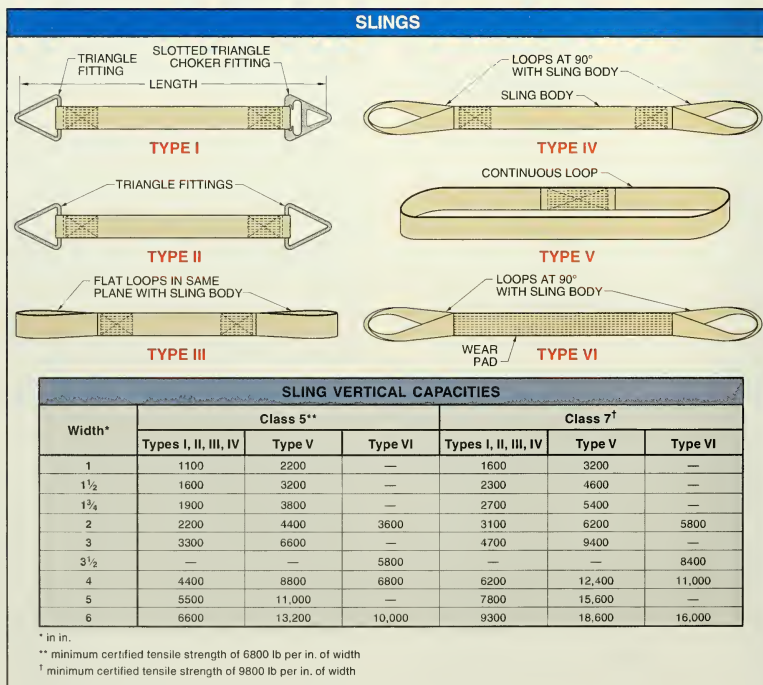 SLINGS
TRIANGLE
FITTING
SLOTTED TRIANGLE
CHOKER FITTING
LENGTH
TYPE I
LOOPS AT 90°
WITH SLING BODY
SLING BODY
TYPE IV
TRIANGLE FITTINGS
TYPE II
CONTINUOUS LOOP
TYPE V
FLAT LOOPS IN SAME
PLANE WITH SLING BODY
TYPE III
LOOPS AT 90°
WITH SLING BODY
WEAR
PAD
TYPE VI
SLING VERTICAL CAPACITIES
Width* Class 5** Class 7†
Types I, II, III, IV Type V Type VI Types I, II, III, IV Type V Type VI
1 1100 2200 — 1600 3200 —
1½ 1600 3200 — 2300 4600 —
1¾ 1900 3800 — 2700 5400 —
2 2200 4400 3600 3100 6200 5800
3 3300 6600 — 4700 9400 —
3½ — — 5800 — — 8400
4 4400 8800 6800 6200 12,400 11,000
5 5500 11,000 — 7800 15,600 —
6 6600 13,200 10,000 9300 18,600 16,000
* in in.
** minimum certified tensile strength of 6800 lb per in. of width
† minimum certified tensile strength of 9800 lb per in. of width